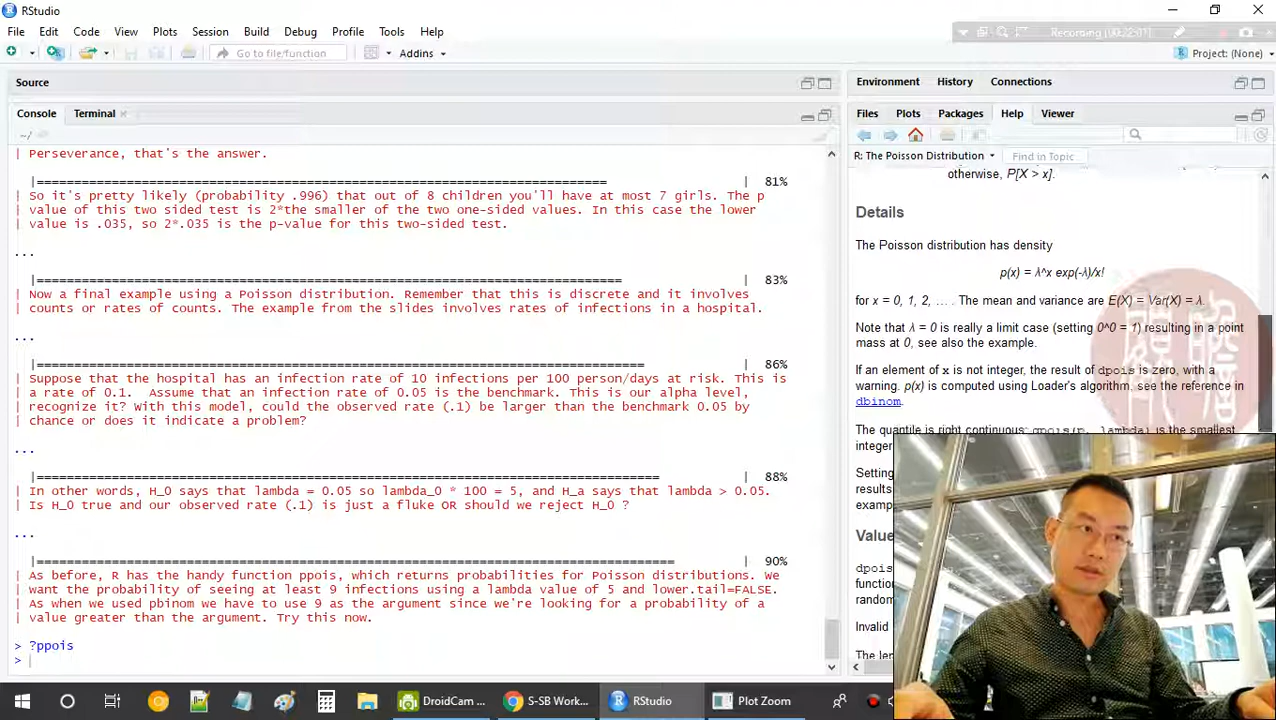 RStudio
File Edit Code View Plots Session Build Debug Profile Tools Help
Recording
Go to file/function
Addins
Project: (None)
Source
Environment History Connections
Console Terminal
Files Plots Packages Help Viewer
~/
R: The Poisson Distribution
Find in Topic
| Perseverance, that's the answer.
|============================================================================ | 81%
| So it's pretty likely (probability .996) that out of 8 children you'll have at most 7 girls. The p
| value of this two sided test is 2*the smaller of the two one-sided values. In this case the lower
| value is .035, so 2*.035 is the p-value for this two-sided test.
...
|============================================================================== | 83%
| Now a final example using a Poisson distribution. Remember that this is discrete and it involves
| counts or rates of counts. The example from the slides involves rates of infections in a hospital.
...
|================================================================================= | 86%
| Suppose that the hospital has an infection rate of 10 infections per 100 person/days at risk. This is
| a rate of 0.1.  Assume that an infection rate of 0.05 is the benchmark. This is our alpha level,
| recognize it? With this model, could the observed rate (.1) be larger than the benchmark 0.05 by
| chance or does it indicate a problem?
...
|=================================================================================== | 88%
| In other words, H_0 says that lambda = 0.05 so lambda_0 * 100 = 5, and H_a says that lambda > 0.05.
| Is H_0 true and our observed rate (.1) is just a fluke OR should we reject H_0 ?
...
|===================================================================================== | 90%
| As before, R has the handy function ppois, which returns probabilities for Poisson distributions. We
| want the probability of seeing at least 9 infections using a lambda value of 5 and lower.tail=FALSE.
| As when we used pbinom we have to use 9 as the argument since we're looking for a probability of a
| value greater than the argument. Try this now.
> ?ppois
>
otherwise, P[X > x].
Details
The Poisson distribution has density
p(x) = λ^x exp(-λ)/x!
for x = 0, 1, 2, … . The mean and variance are E(X) = Var(X) = λ.
Note that λ = 0 is really a limit case (setting 0^0 = 1) resulting in a point
mass at 0, see also the example.
If an element of x is not integer, the result of dpois is zero, with a
warning. p(x) is computed using Loader's algorithm, see the reference in
dbinom.
The quantile is right continuous: qpois(p, lambda) is the smallest
integer
Setting
results
examp
Value
dpois
function
random
Invalid
The len
DroidCam ...
S-SB Work...
RStudio
Plot Zoom